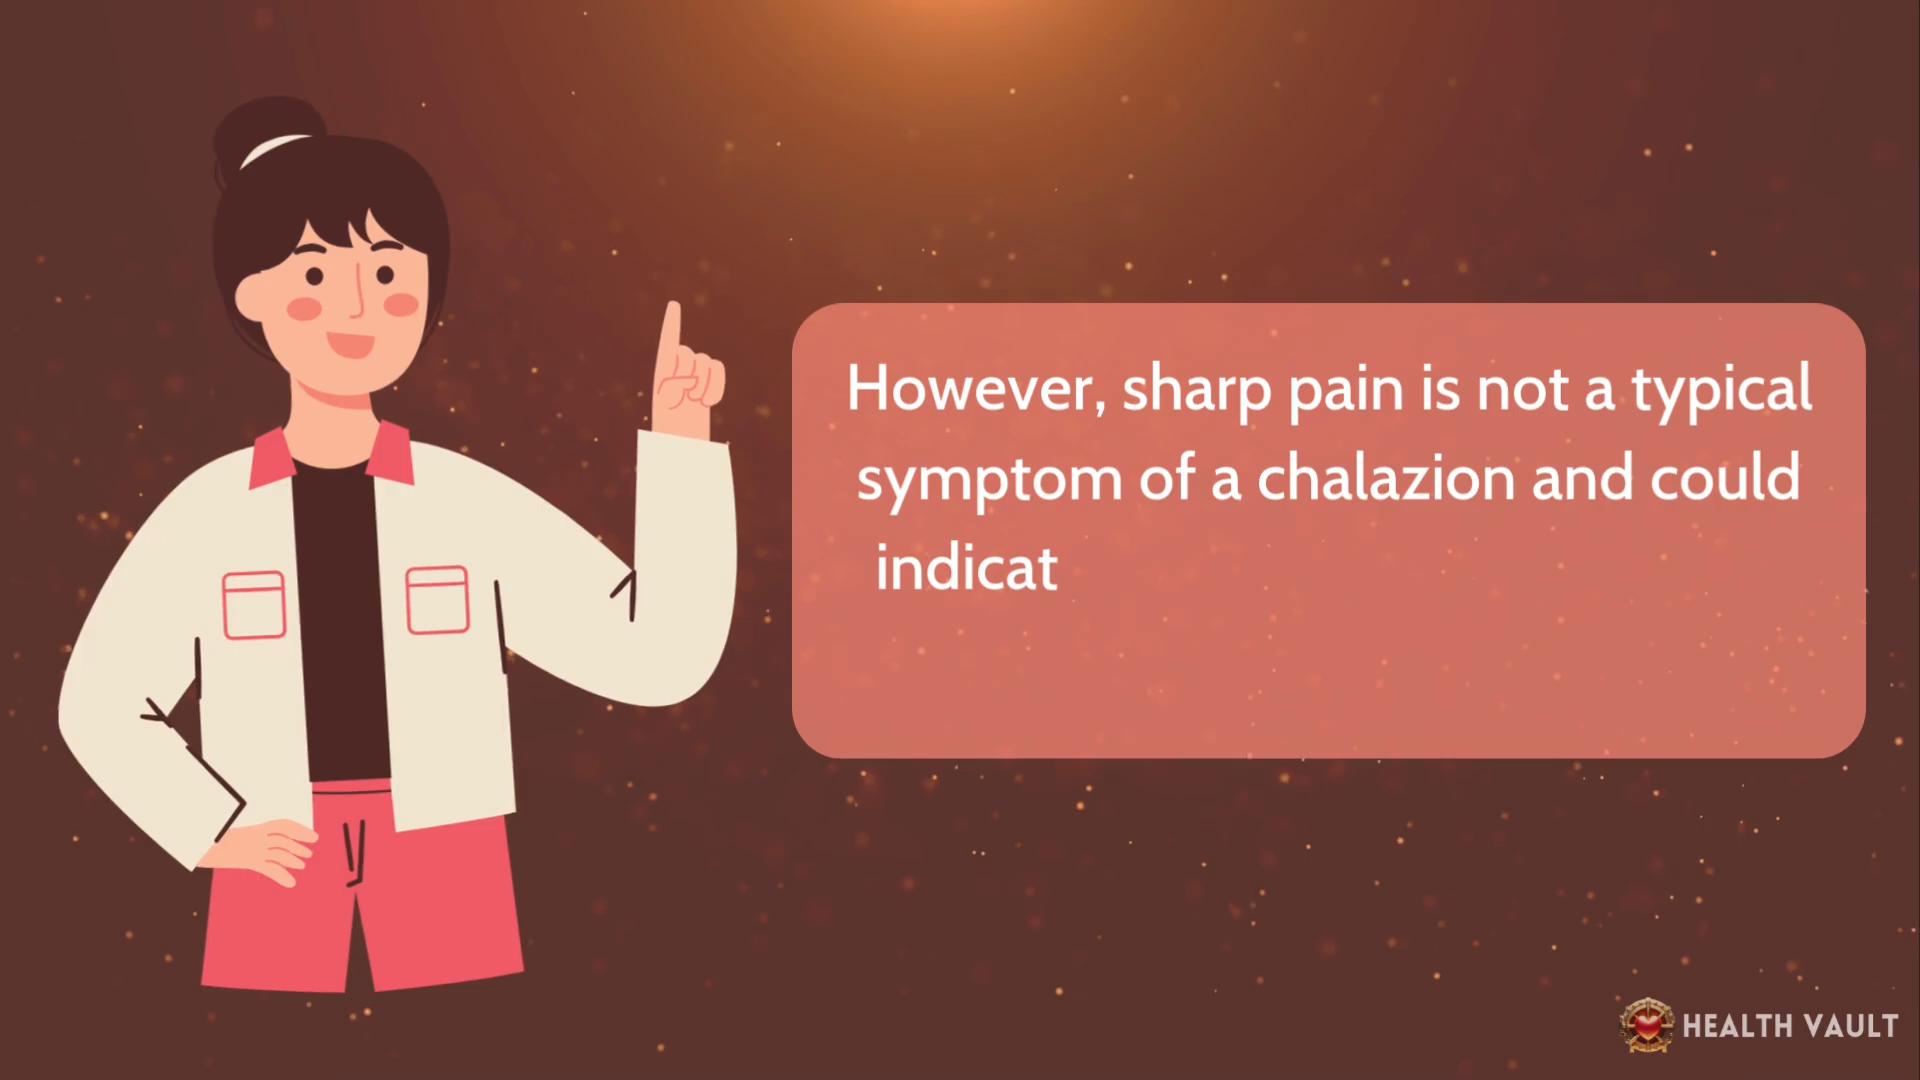 However, sharp pain is not a typical
symptom of a chalazion and could
indicat
HEALTH VAULT